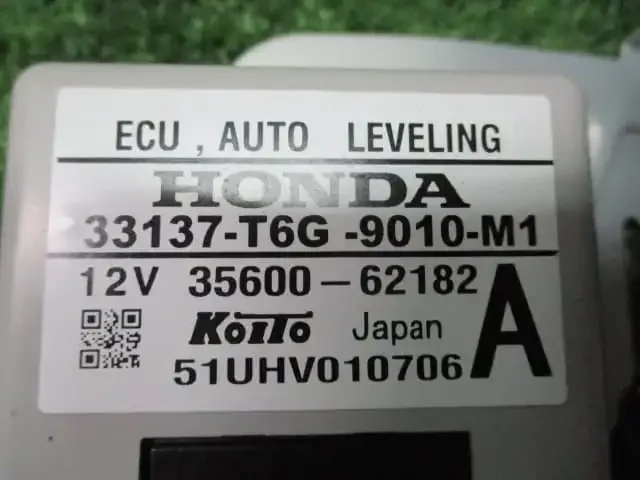 ECU , AUTO LEVELING
HONDA
33137-T6G -9010-M1
12V 35600-62182 A
KOITO Japan
51UHV010706